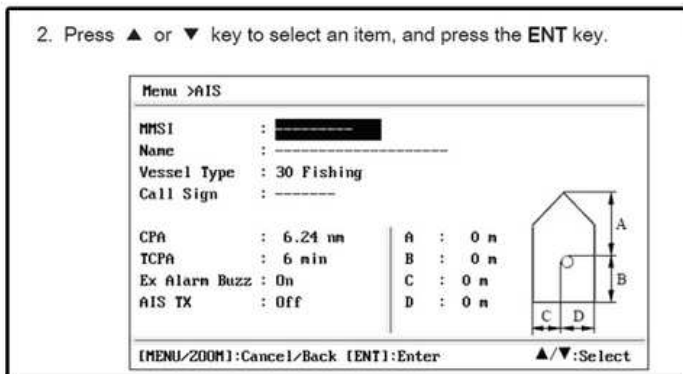 2. Press ▲ or ▼ key to select an item, and press the ENT key.
Menu >AIS
MMSI : ---------
Name : --------------------
Vessel Type : 30 Fishing
Call Sign : -------
CPA : 6.24 nm
TCPA : 6 min
Ex Alarm Buzz : On
AIS TX : Off
A : 0 m
B : 0 m
C : 0 m
D : 0 m
A
B
C D
[MENU/ZOOM]:Cancel/Back [ENT]:Enter ▲/▼:Select